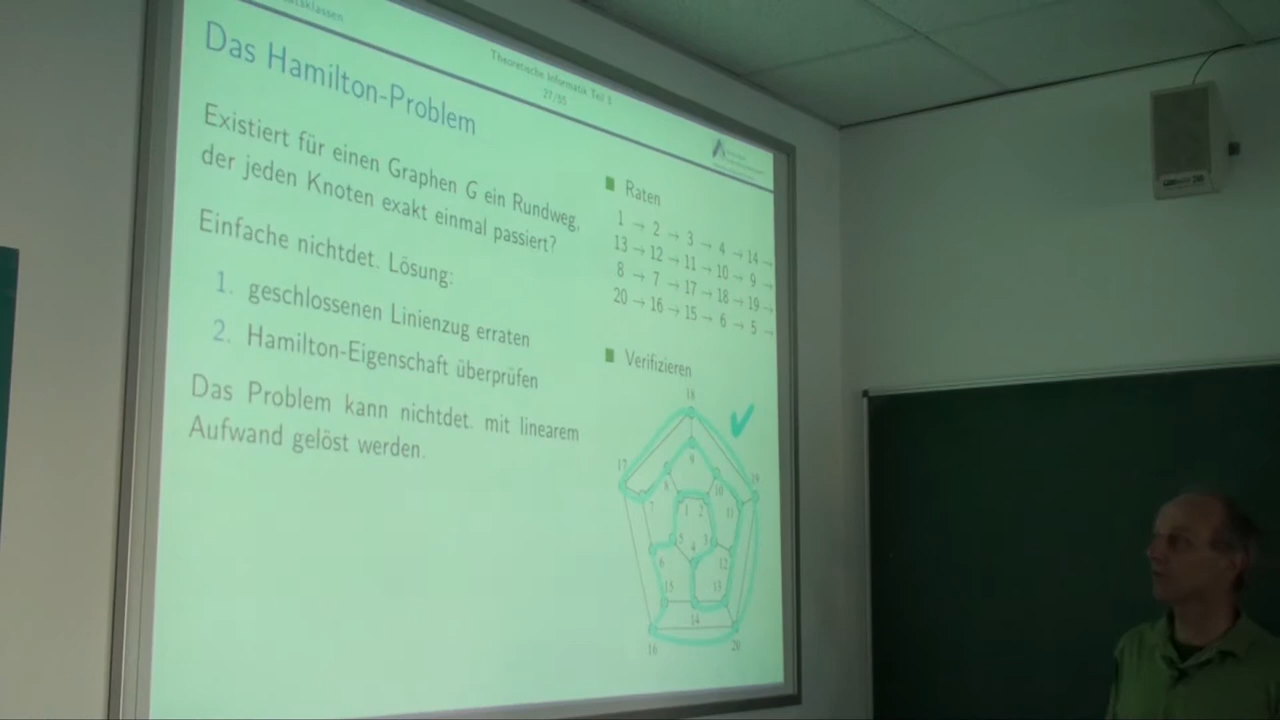 Theoretische Informatik Teil 3
27/55
Das Hamilton-Problem
Existiert für einen Graphen G ein Rundweg,
der jeden Knoten exakt einmal passiert?
Einfache nichtdet. Lösung:
1. geschlossenen Linienzug erraten
2. Hamilton-Eigenschaft überprüfen
Das Problem kann nichtdet. mit linearem
Aufwand gelöst werden.
Raten
1 → 2 → 3 → 4 → 14 →
13 → 12 → 11 → 10 → 9 →
8 → 7 → 17 → 18 → 19 →
20 → 16 → 15 → 6 → 5 →
Verifizieren
18
9
17
8
10
19
7
1
2
11
5
4
3
6
12
15
13
14
16
20